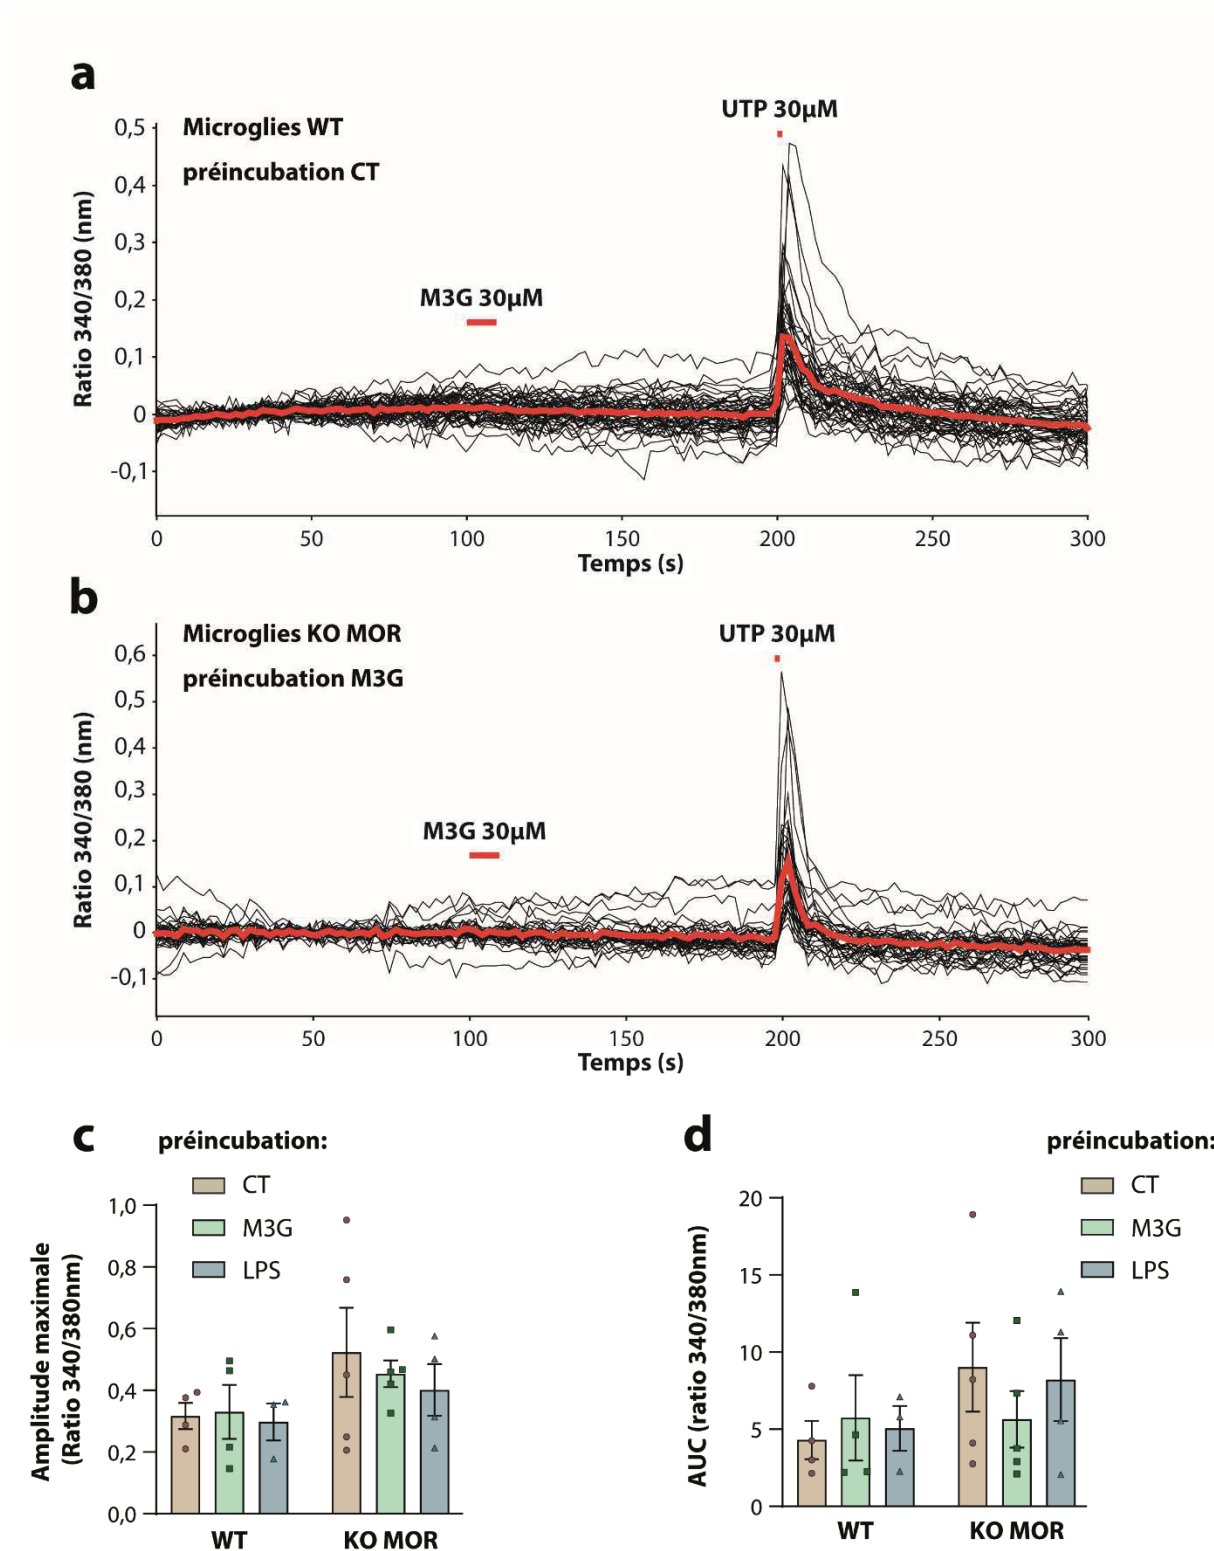 a
Microglies WT
préincubation CT
UTP 30µM
M3G 30µM
Ratio 340/380 (nm)
0,5
0,4
0,3
0,2
0,1
0
-0,1
0
50
100
150
200
250
300
Temps (s)
b
Microglies KO MOR
préincubation M3G
UTP 30µM
M3G 30µM
Ratio 340/380 (nm)
0,6
0,5
0,4
0,3
0,2
0,1
0
-0,1
0
50
100
150
200
250
300
Temps (s)
c
préincubation:
CT
M3G
LPS
Amplitude maximale
(Ratio 340/380nm)
1,0
0,8
0,6
0,4
0,2
0,0
WT
KO MOR
d
préincubation:
CT
M3G
LPS
AUC (ratio 340/380nm)
20
15
10
5
0
WT
KO MOR